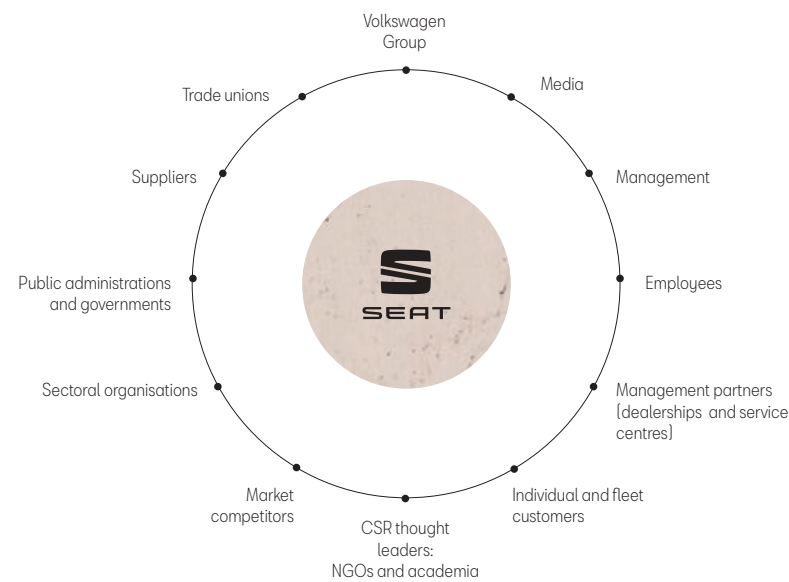 Volkswagen
Group
Media
Management
Employees
Management partners
(dealerships and service
centres)
Individual and fleet
customers
CSR thought
leaders:
NGOs and academia
Market
competitors
Sectoral organisations
Public administrations
and governments
Suppliers
Trade unions
SEAT